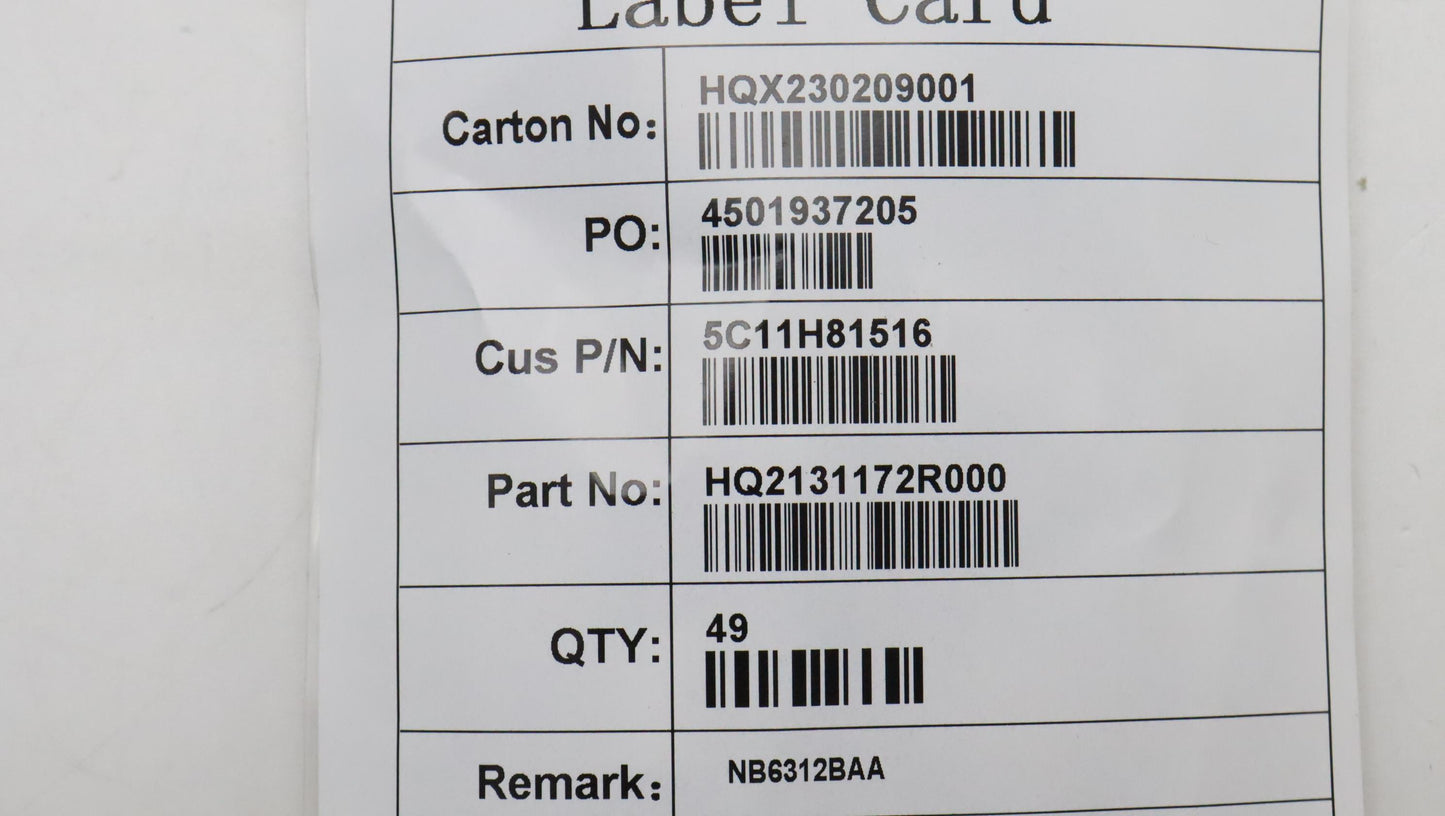 Label Card
Carton No: HQX230209001
PO: 4501937205
Cus P/N: 5C11H81516
Part No: HQ2131172R000
QTY: 49
Remark: NB6312BAA